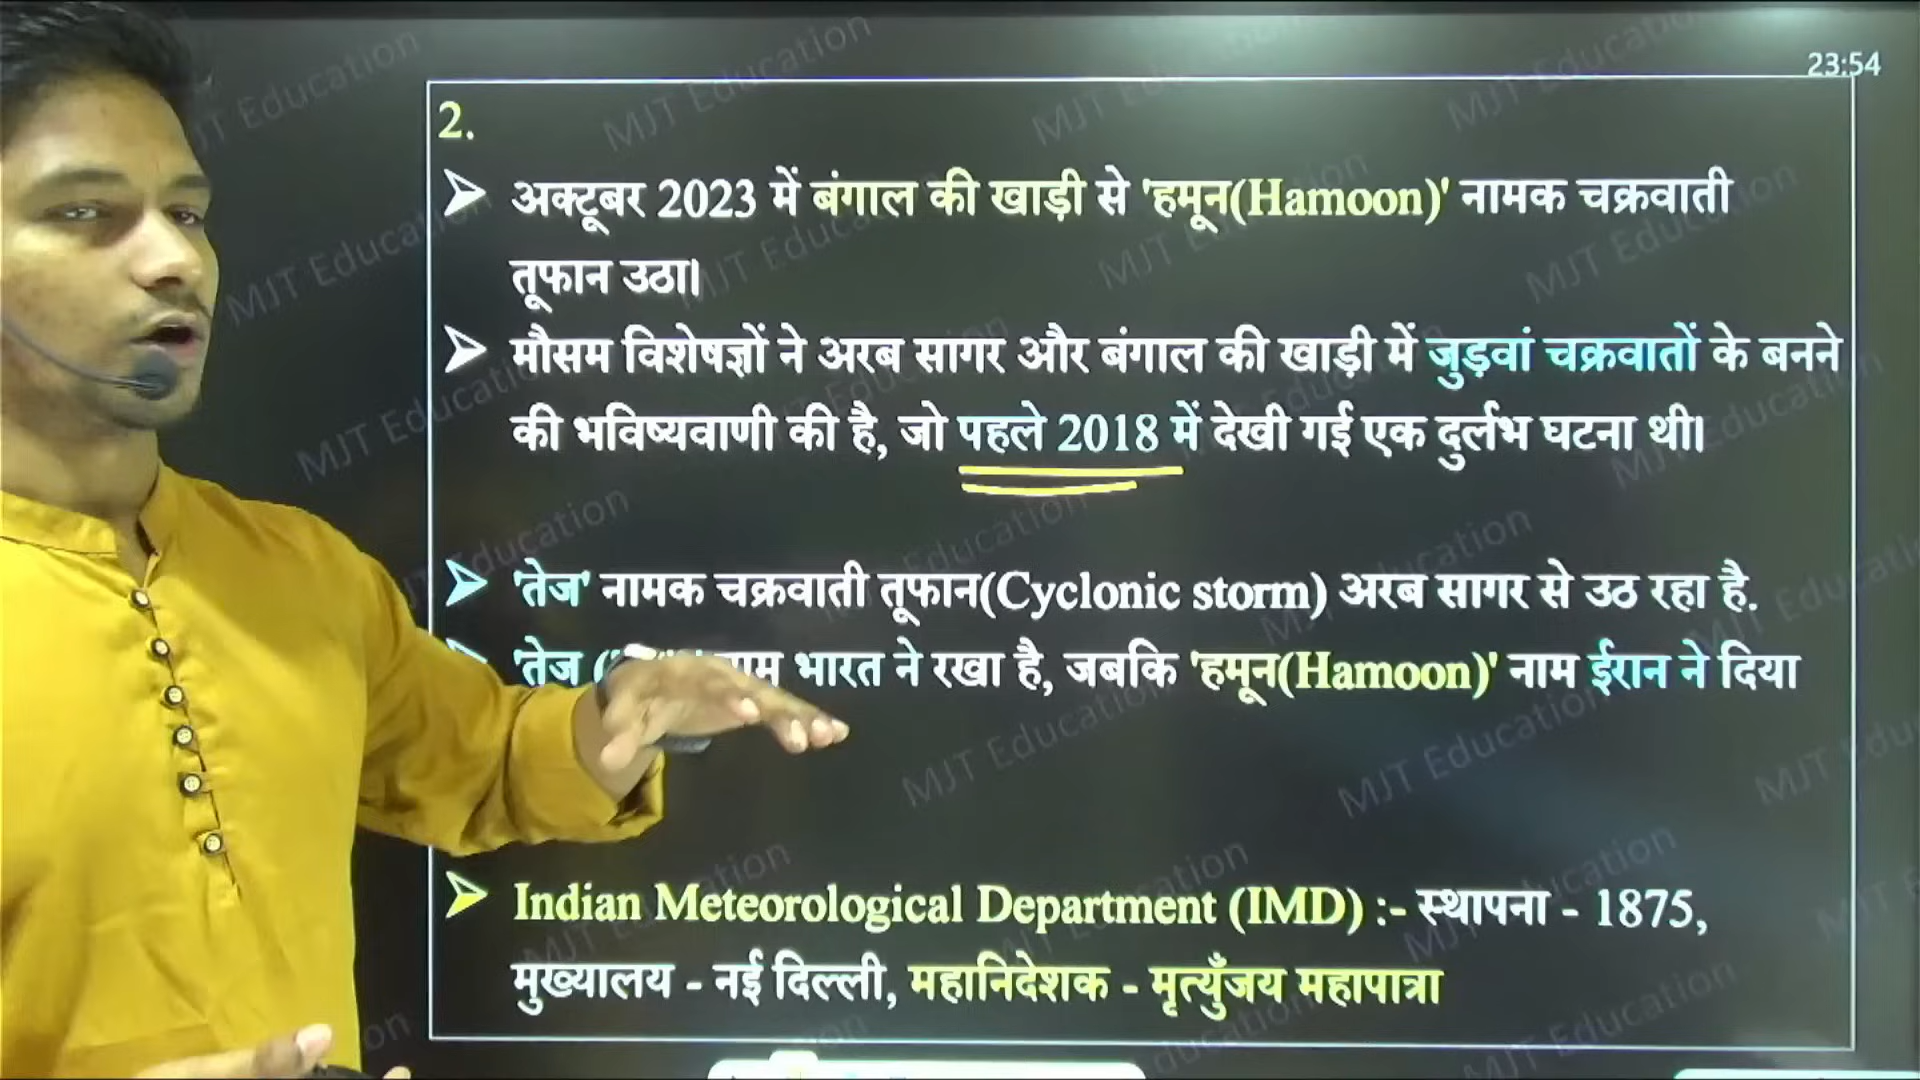 23:54
2.
➤ अक्टूबर 2023 में बंगाल की खाड़ी से 'हमून(Hamoon)' नामक चक्रवाती
तूफान उठा।
➤ मौसम विशेषज्ञों ने अरब सागर और बंगाल की खाड़ी में जुड़वां चक्रवातों के बनने
की भविष्यवाणी की है, जो पहले 2018 में देखी गई एक दुर्लभ घटना थी।
➤ 'तेज' नामक चक्रवाती तूफान(Cyclonic storm) अरब सागर से उठ रहा है.
➤ 'तेज ( भारत ने रखा है, जबकि 'हमून(Hamoon)' नाम ईरान ने दिया
➤ Indian Meteorological Department (IMD) :- स्थापना - 1875,
मुख्यालय - नई दिल्ली, महानिदेशक - मृत्युँजय महापात्रा
MJT Education